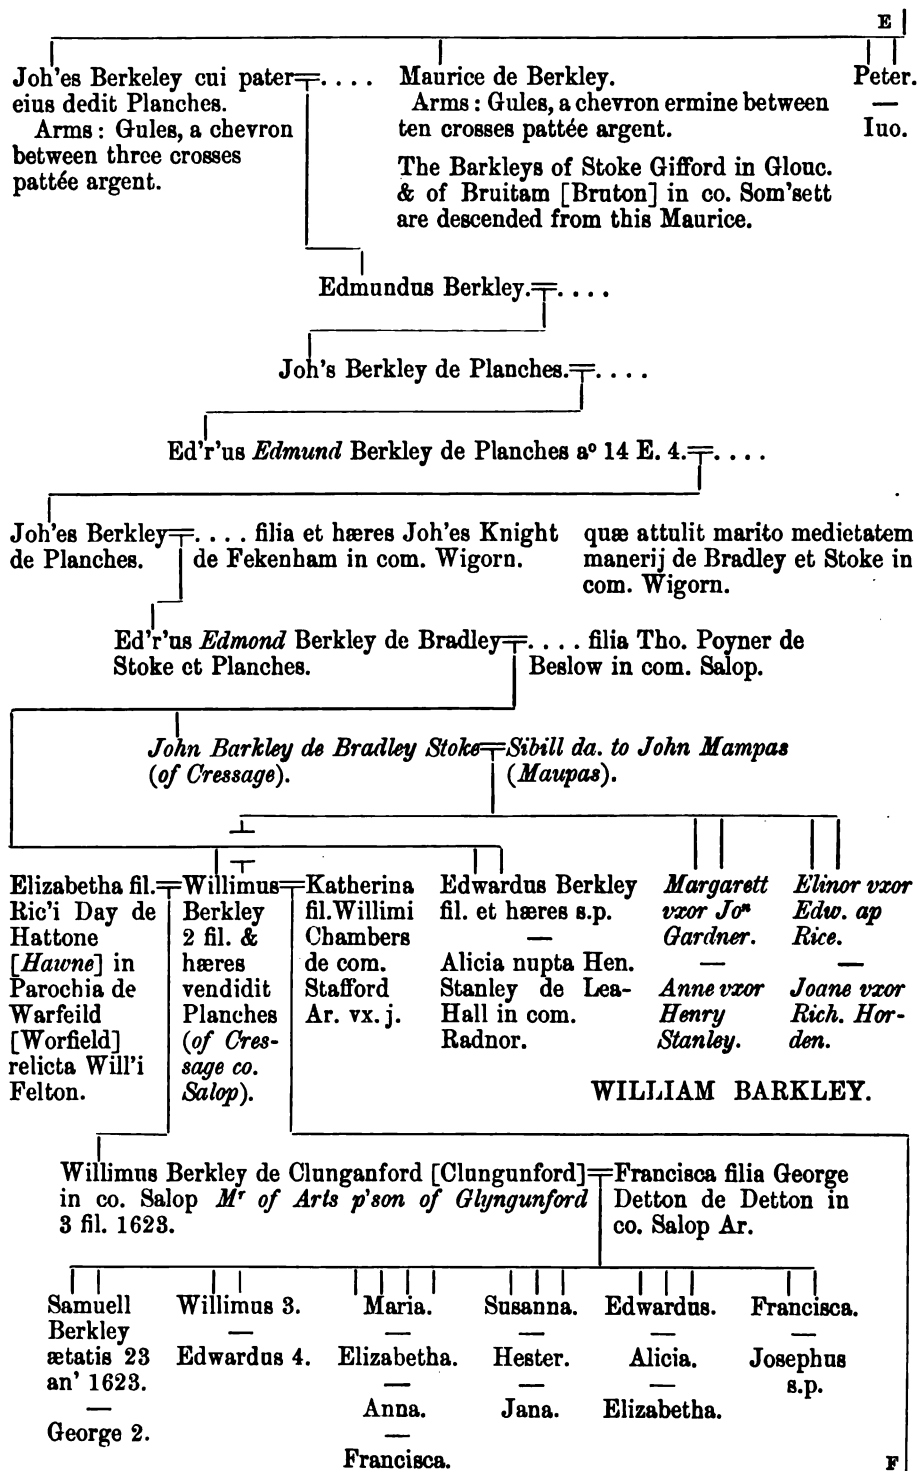 E
Joh'es Berkeley cui pater=. . . .
eius dedit Planches.
Arms : Gules, a chevron
between three crosses
pattée argent.
Maurice de Berkley.
Arms : Gules, a chevron ermine between
ten crosses pattée argent.
The Barkleys of Stoke Gifford in Glouc.
& of Bruitam [Bruton] in co. Som'sett
are descended from this Maurice.
Peter.
—
Iuo.
Edmundus Berkley.=. . . .
Joh's Berkley de Planches.=. . . .
Ed'r'us Edmund Berkley de Planches aº 14 E. 4.=. . . .
Joh'es Berkley=. . . . filia et hæres Joh'es Knight
de Planches. de Fekenham in com. Wigorn.
quæ attulit marito medietatem
manerij de Bradley et Stoke in
com. Wigorn.
Ed'r'us Edmond Berkley de Bradley=. . . . filia Tho. Poyner de
Stoke et Planches. Beslow in com. Salop.
John Barkley de Bradley Stoke=Sibill da. to John Mampas
(of Cressage). (Maupas).
Elizabetha fil.=
Ric'i Day de
Hattone
[Hawne] in
Parochia de
Warfeild
[Worfield]
relicta Will'i
Felton.
Willimus=
Berkley
2 fil. &
hæres
vendidit
Planches
(of Cres-
sage co.
Salop).
Katherina
fil.Willimi
Chambers
de com.
Stafford
Ar. vx. j.
Edwardus Berkley
fil. et hæres s.p.
—
Alicia nupta Hen.
Stanley de Lea-
Hall in com.
Radnor.
Margarett
vxor Joⁿ
Gardner.
—
Anne vxor
Henry
Stanley.
Elinor vxor
Edw. ap
Rice.
—
Joane vxor
Rich. Hor-
den.
WILLIAM BARKLEY.
Willimus Berkley de Clunganford [Clungunford]=Francisca filia George
in co. Salop Mʳ of Arts p'son of Glyngunford Detton de Detton in
3 fil. 1623. co. Salop Ar.
Samuell
Berkley
ætatis 23
an' 1623.
—
George 2.
Willimus 3.
—
Edwardus 4.
Maria.
—
Elizabetha.
—
Anna.
—
Francisca.
Susanna.
—
Hester.
—
Jana.
Edwardus.
—
Alicia.
—
Elizabetha.
Francisca.
—
Josephus
s.p.
F